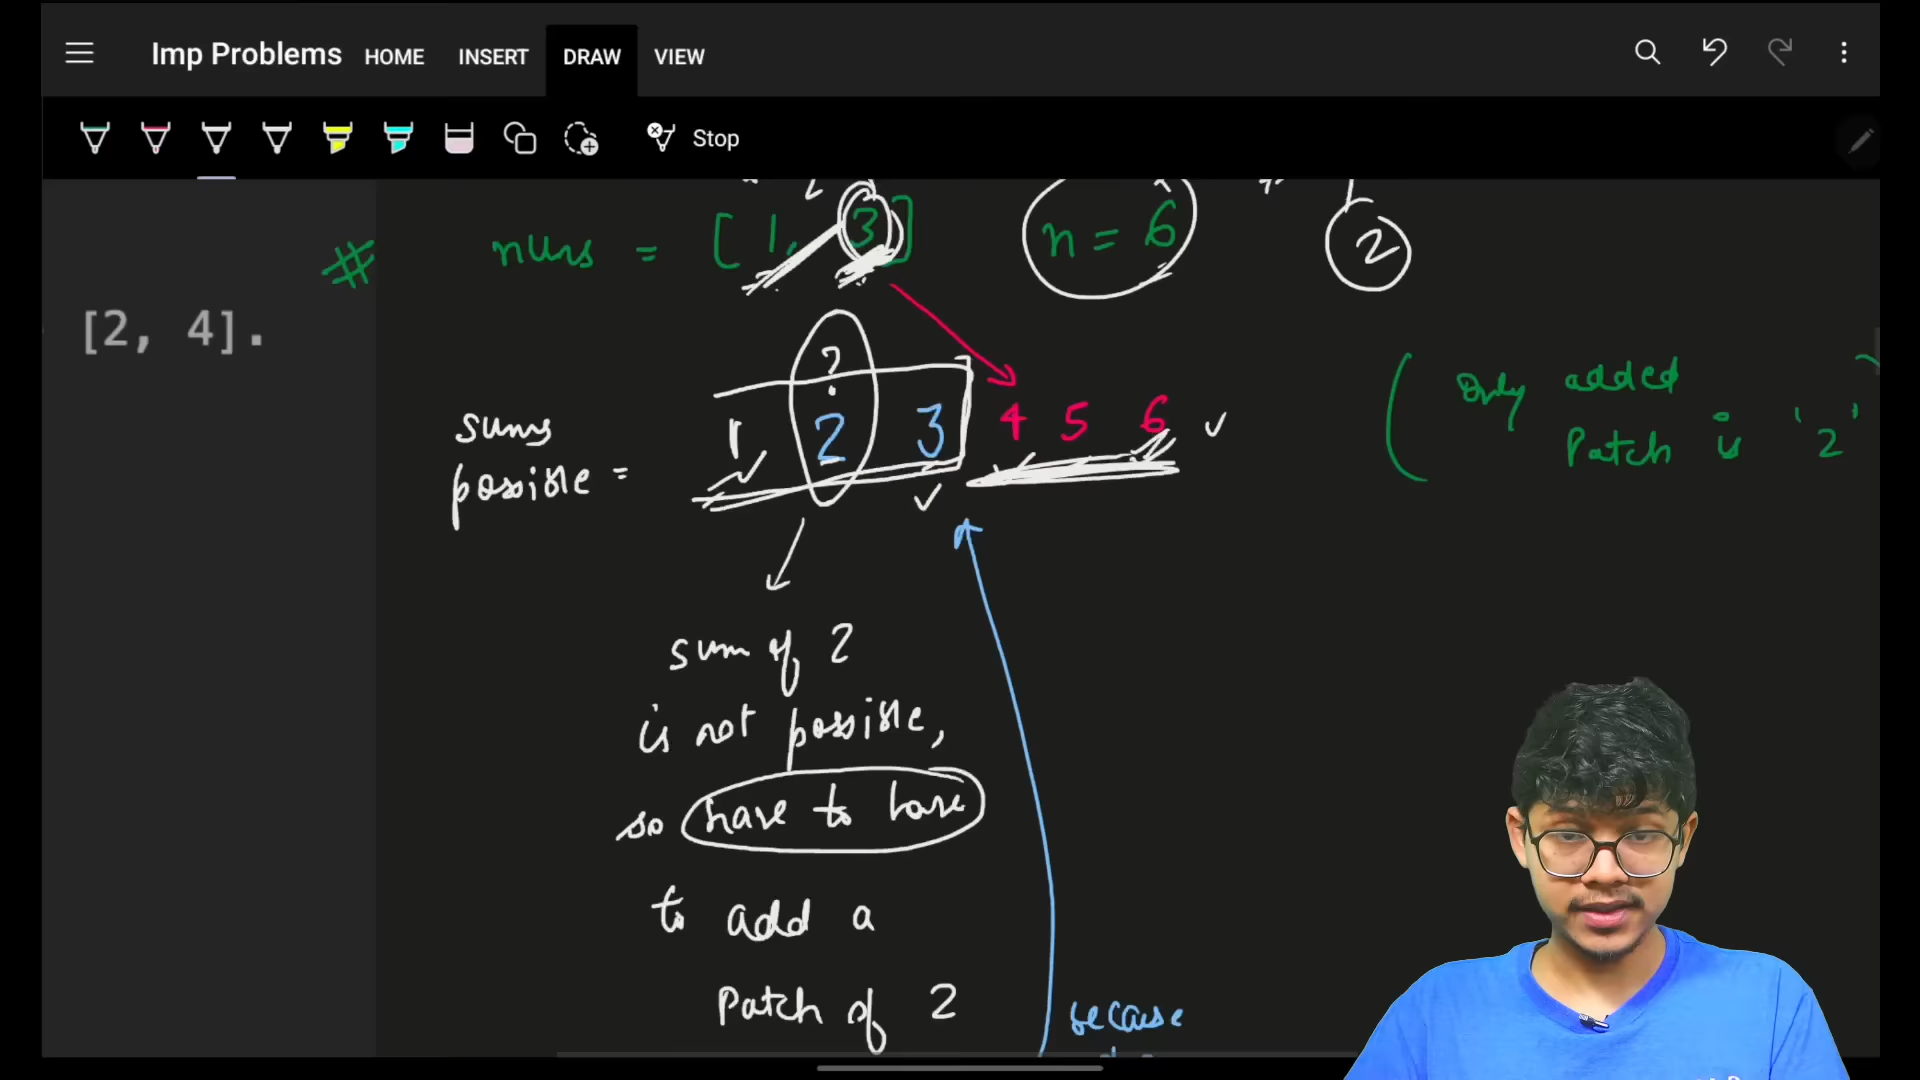 Imp Problems HOME INSERT DRAW VIEW
Stop
# nums = [1, 3] n = 6 2
[2, 4].
?
sums possible = 1 2 3 4 5 6
( only added
Patch is '2'
sum of 2
is not possible,
so have to have
to add a
Patch of 2
because